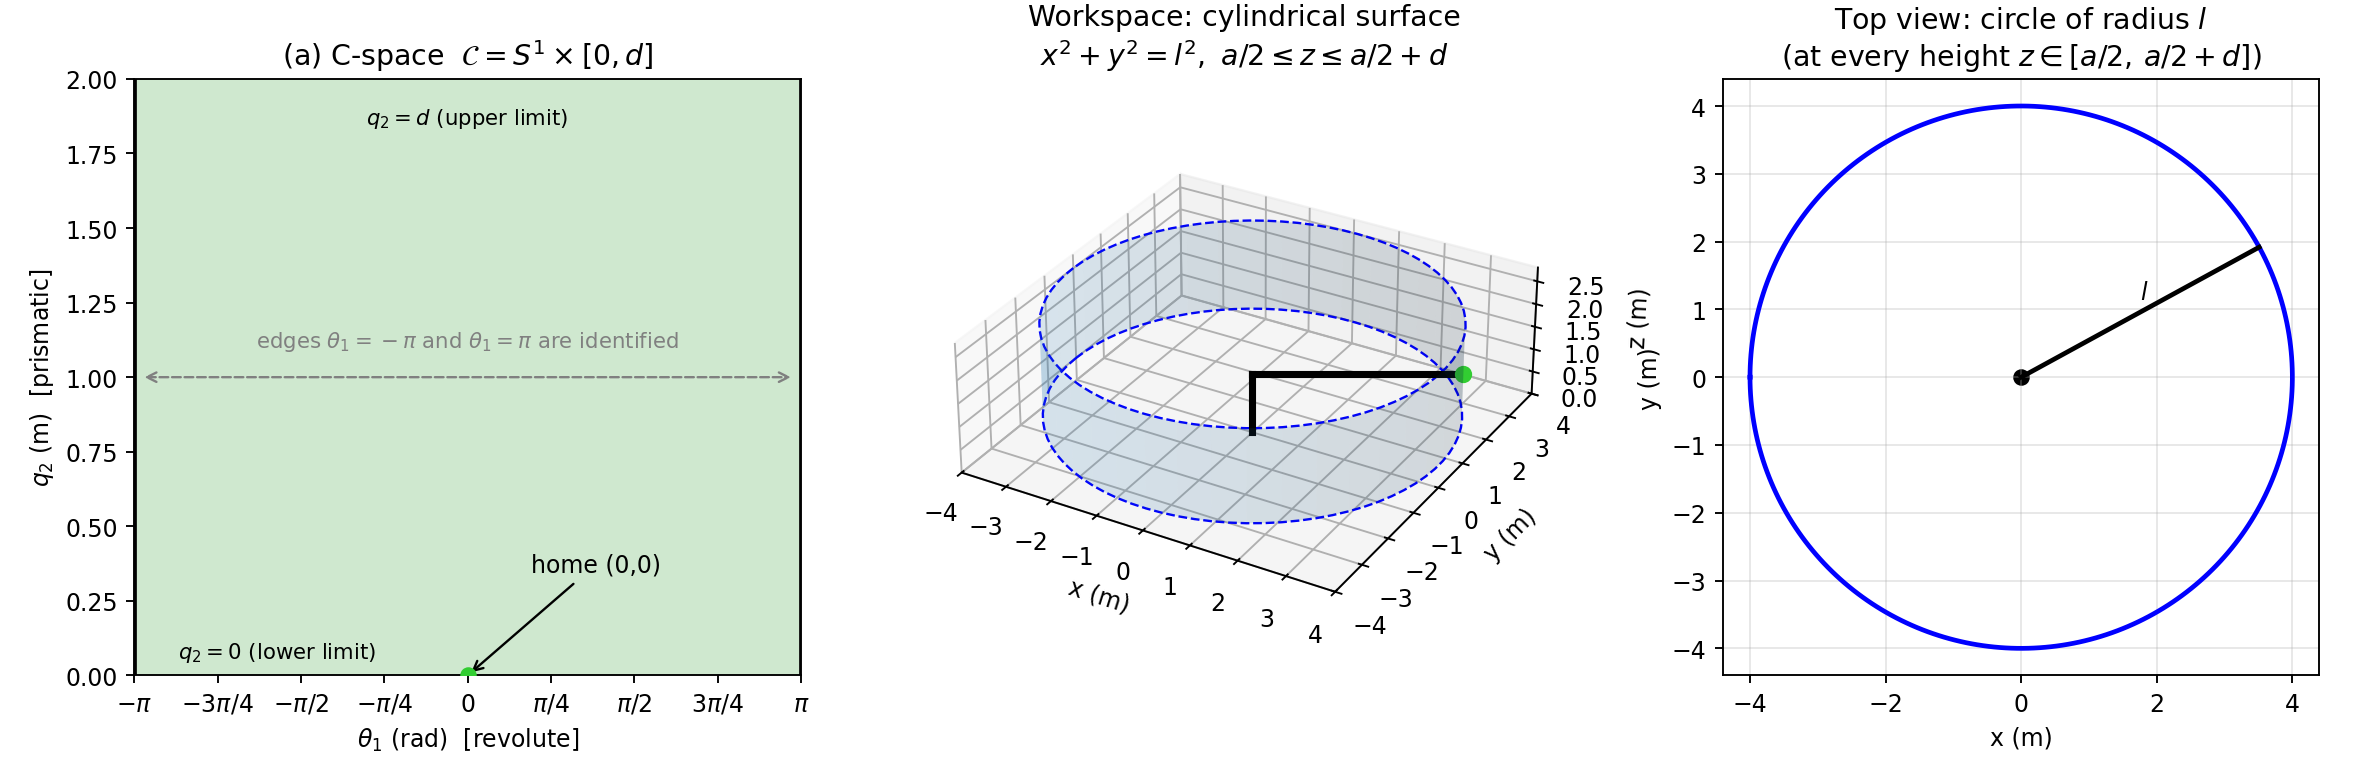 (a) C-space 𝒞 = S¹ × [0, d]
2.00
1.75
1.50
1.25
1.00
0.75
0.50
0.25
0.00
q₂ (m) [prismatic]
q₂ = d (upper limit)
edges θ₁ = −π and θ₁ = π are identified
home (0,0)
q₂ = 0 (lower limit)
−π −3π/4 −π/2 −π/4 0 π/4 π/2 3π/4 π
θ₁ (rad) [revolute]
Workspace: cylindrical surface
x² + y² = l², a/2 ≤ z ≤ a/2 + d
−4 −3 −2 −1 0 1 2 3 4
x (m)
−4 −3 −2 −1 0 1 2 3 4
y (m)
2.5
2.0
1.5
1.0
0.5
0.0
z (m)
Top view: circle of radius l
(at every height z ∈ [a/2, a/2 + d])
4
3
2
1
0
−1
−2
−3
−4
y (m)
l
−4 −2 0 2 4
x (m)